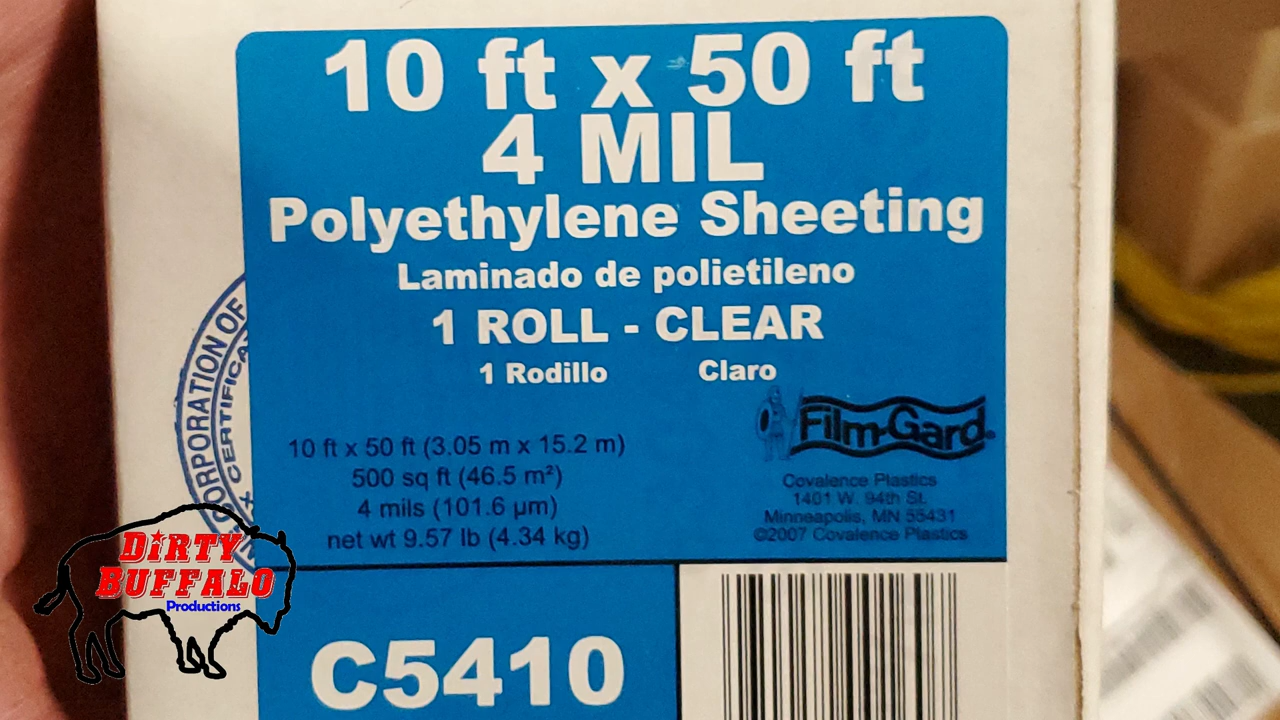 10 ft x 50 ft
4 MIL
Polyethylene Sheeting
Laminado de polietileno
1 ROLL - CLEAR
1 Rodillo Claro
10 ft x 50 ft (3.05 m x 15.2 m)
500 sq ft (46.5 m²)
4 mils (101.6 µm)
net wt 9.57 lb (4.34 kg)
Film-Gard®
Covalence Plastics
1401 W. 94th St.
Minneapolis, MN 55431
©2007 Covalence Plastics
C5410
ORPORATION OF
CERTIFICA
DiRTY
BUFFALO
Productions